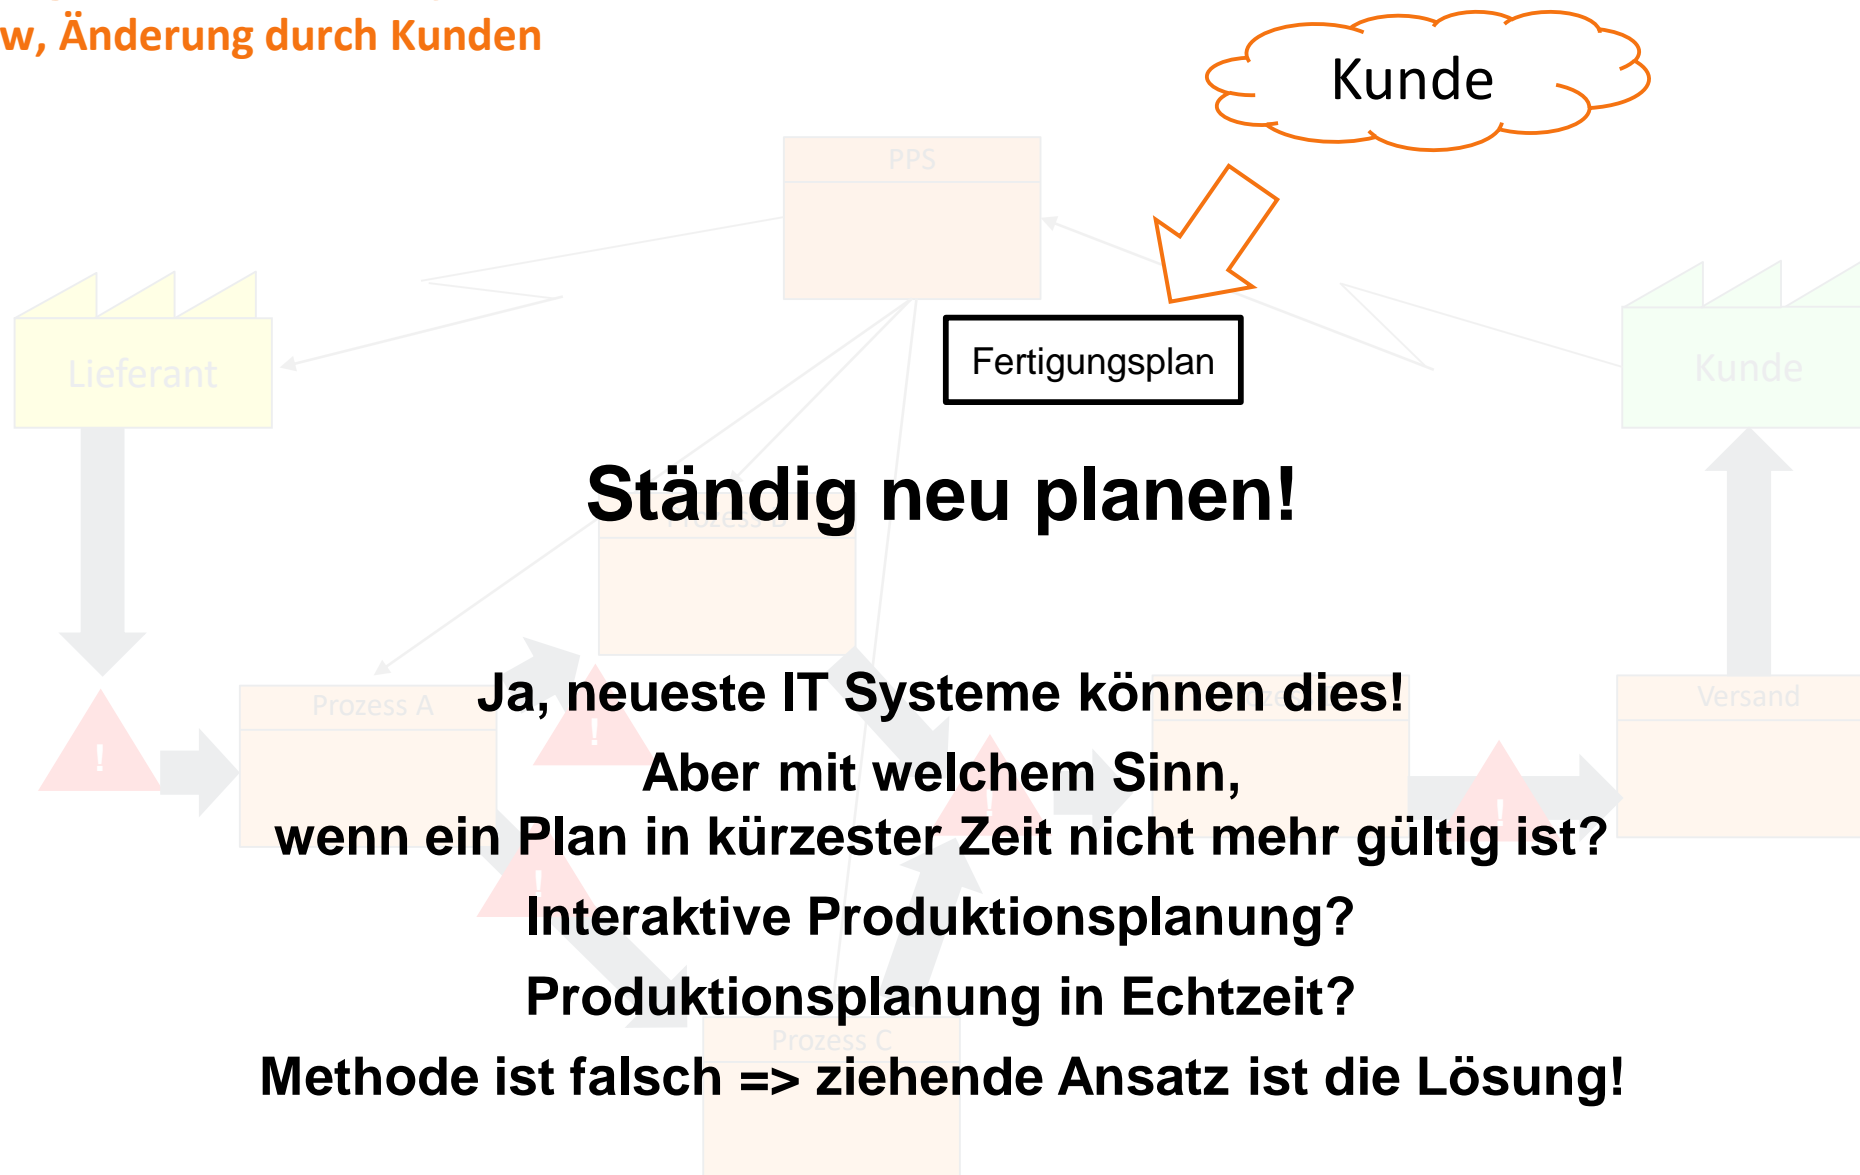 w, Änderung durch Kunden
Kunde
PPS
Fertigungsplan
Lieferant
Kunde
Ständig neu planen!
Prozess B
Ja, neueste IT Systeme können dies!
Prozess A
Versand
!
!
Aber mit welchem Sinn,
!
!
wenn ein Plan in kürzester Zeit nicht mehr gültig ist?
!
Interaktive Produktionsplanung?
Produktionsplanung in Echtzeit?
Prozess C
Methode ist falsch => ziehende Ansatz ist die Lösung!